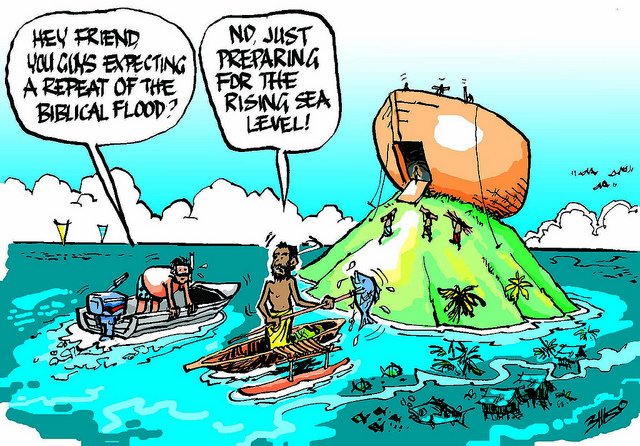 HEY FRIEND,
YOU GUYS EXPECTING
A REPEAT OF THE
BIBLICAL FLOOD?
NO, JUST
PREPARING
FOR THE
RISING SEA
LEVEL!